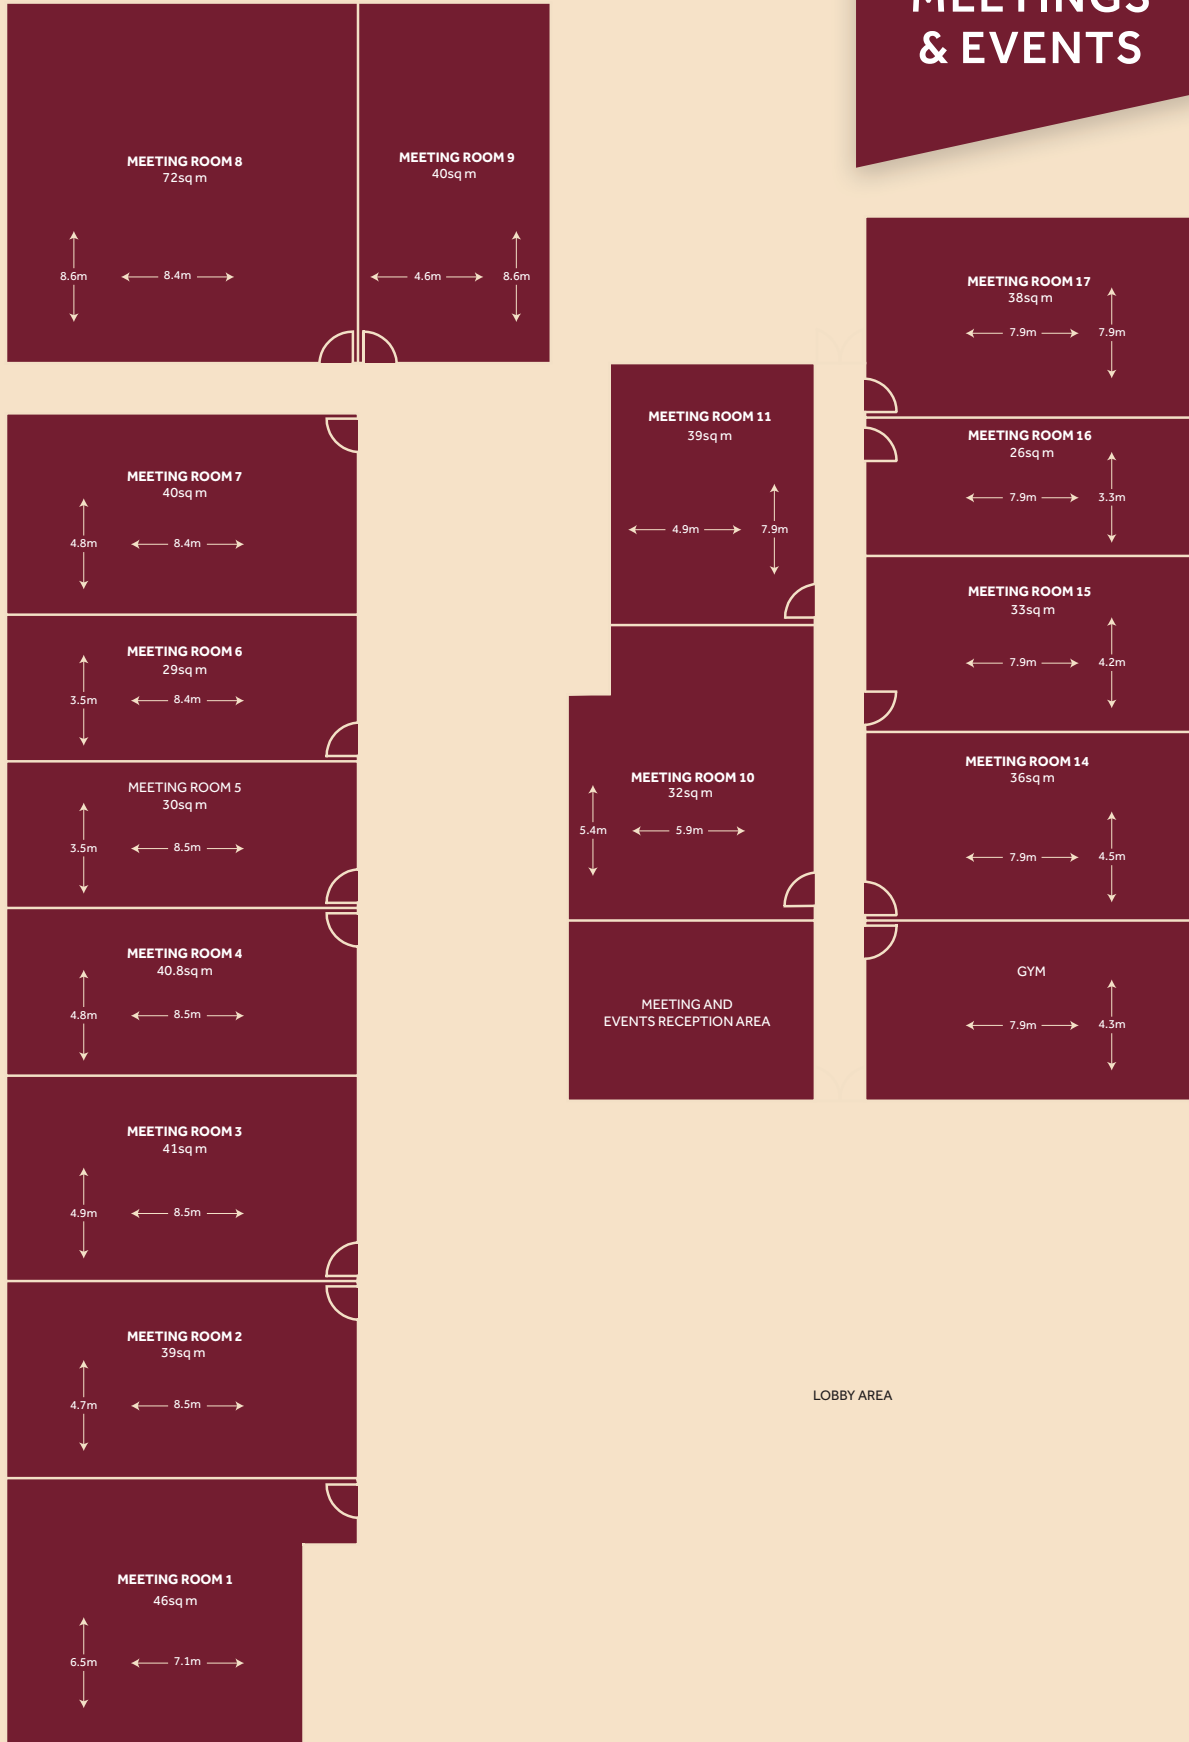 MEETINGS
& EVENTS
MEETING ROOM 8
72sq m
8.6m
8.4m
MEETING ROOM 9
40sq m
4.6m
8.6m
MEETING ROOM 7
40sq m
4.8m
8.4m
MEETING ROOM 6
29sq m
3.5m
8.4m
MEETING ROOM 5
30sq m
3.5m
8.5m
MEETING ROOM 4
40.8sq m
4.8m
8.5m
MEETING ROOM 3
41sq m
4.9m
8.5m
MEETING ROOM 2
39sq m
4.7m
8.5m
MEETING ROOM 1
46sq m
6.5m
7.1m
MEETING ROOM 11
39sq m
4.9m
7.9m
MEETING ROOM 10
32sq m
5.4m
5.9m
MEETING AND
EVENTS RECEPTION AREA
MEETING ROOM 17
38sq m
7.9m
7.9m
MEETING ROOM 16
26sq m
7.9m
3.3m
MEETING ROOM 15
33sq m
7.9m
4.2m
MEETING ROOM 14
36sq m
7.9m
4.5m
GYM
7.9m
4.3m
LOBBY AREA